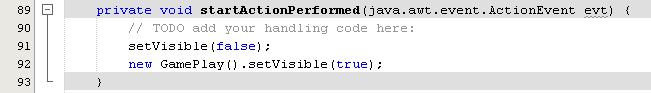 89 private void startActionPerformed(java.awt.event.ActionEvent evt) {
90 // TODO add your handling code here:
91 setVisible(false);
92 new GamePlay().setVisible(true);
93 }